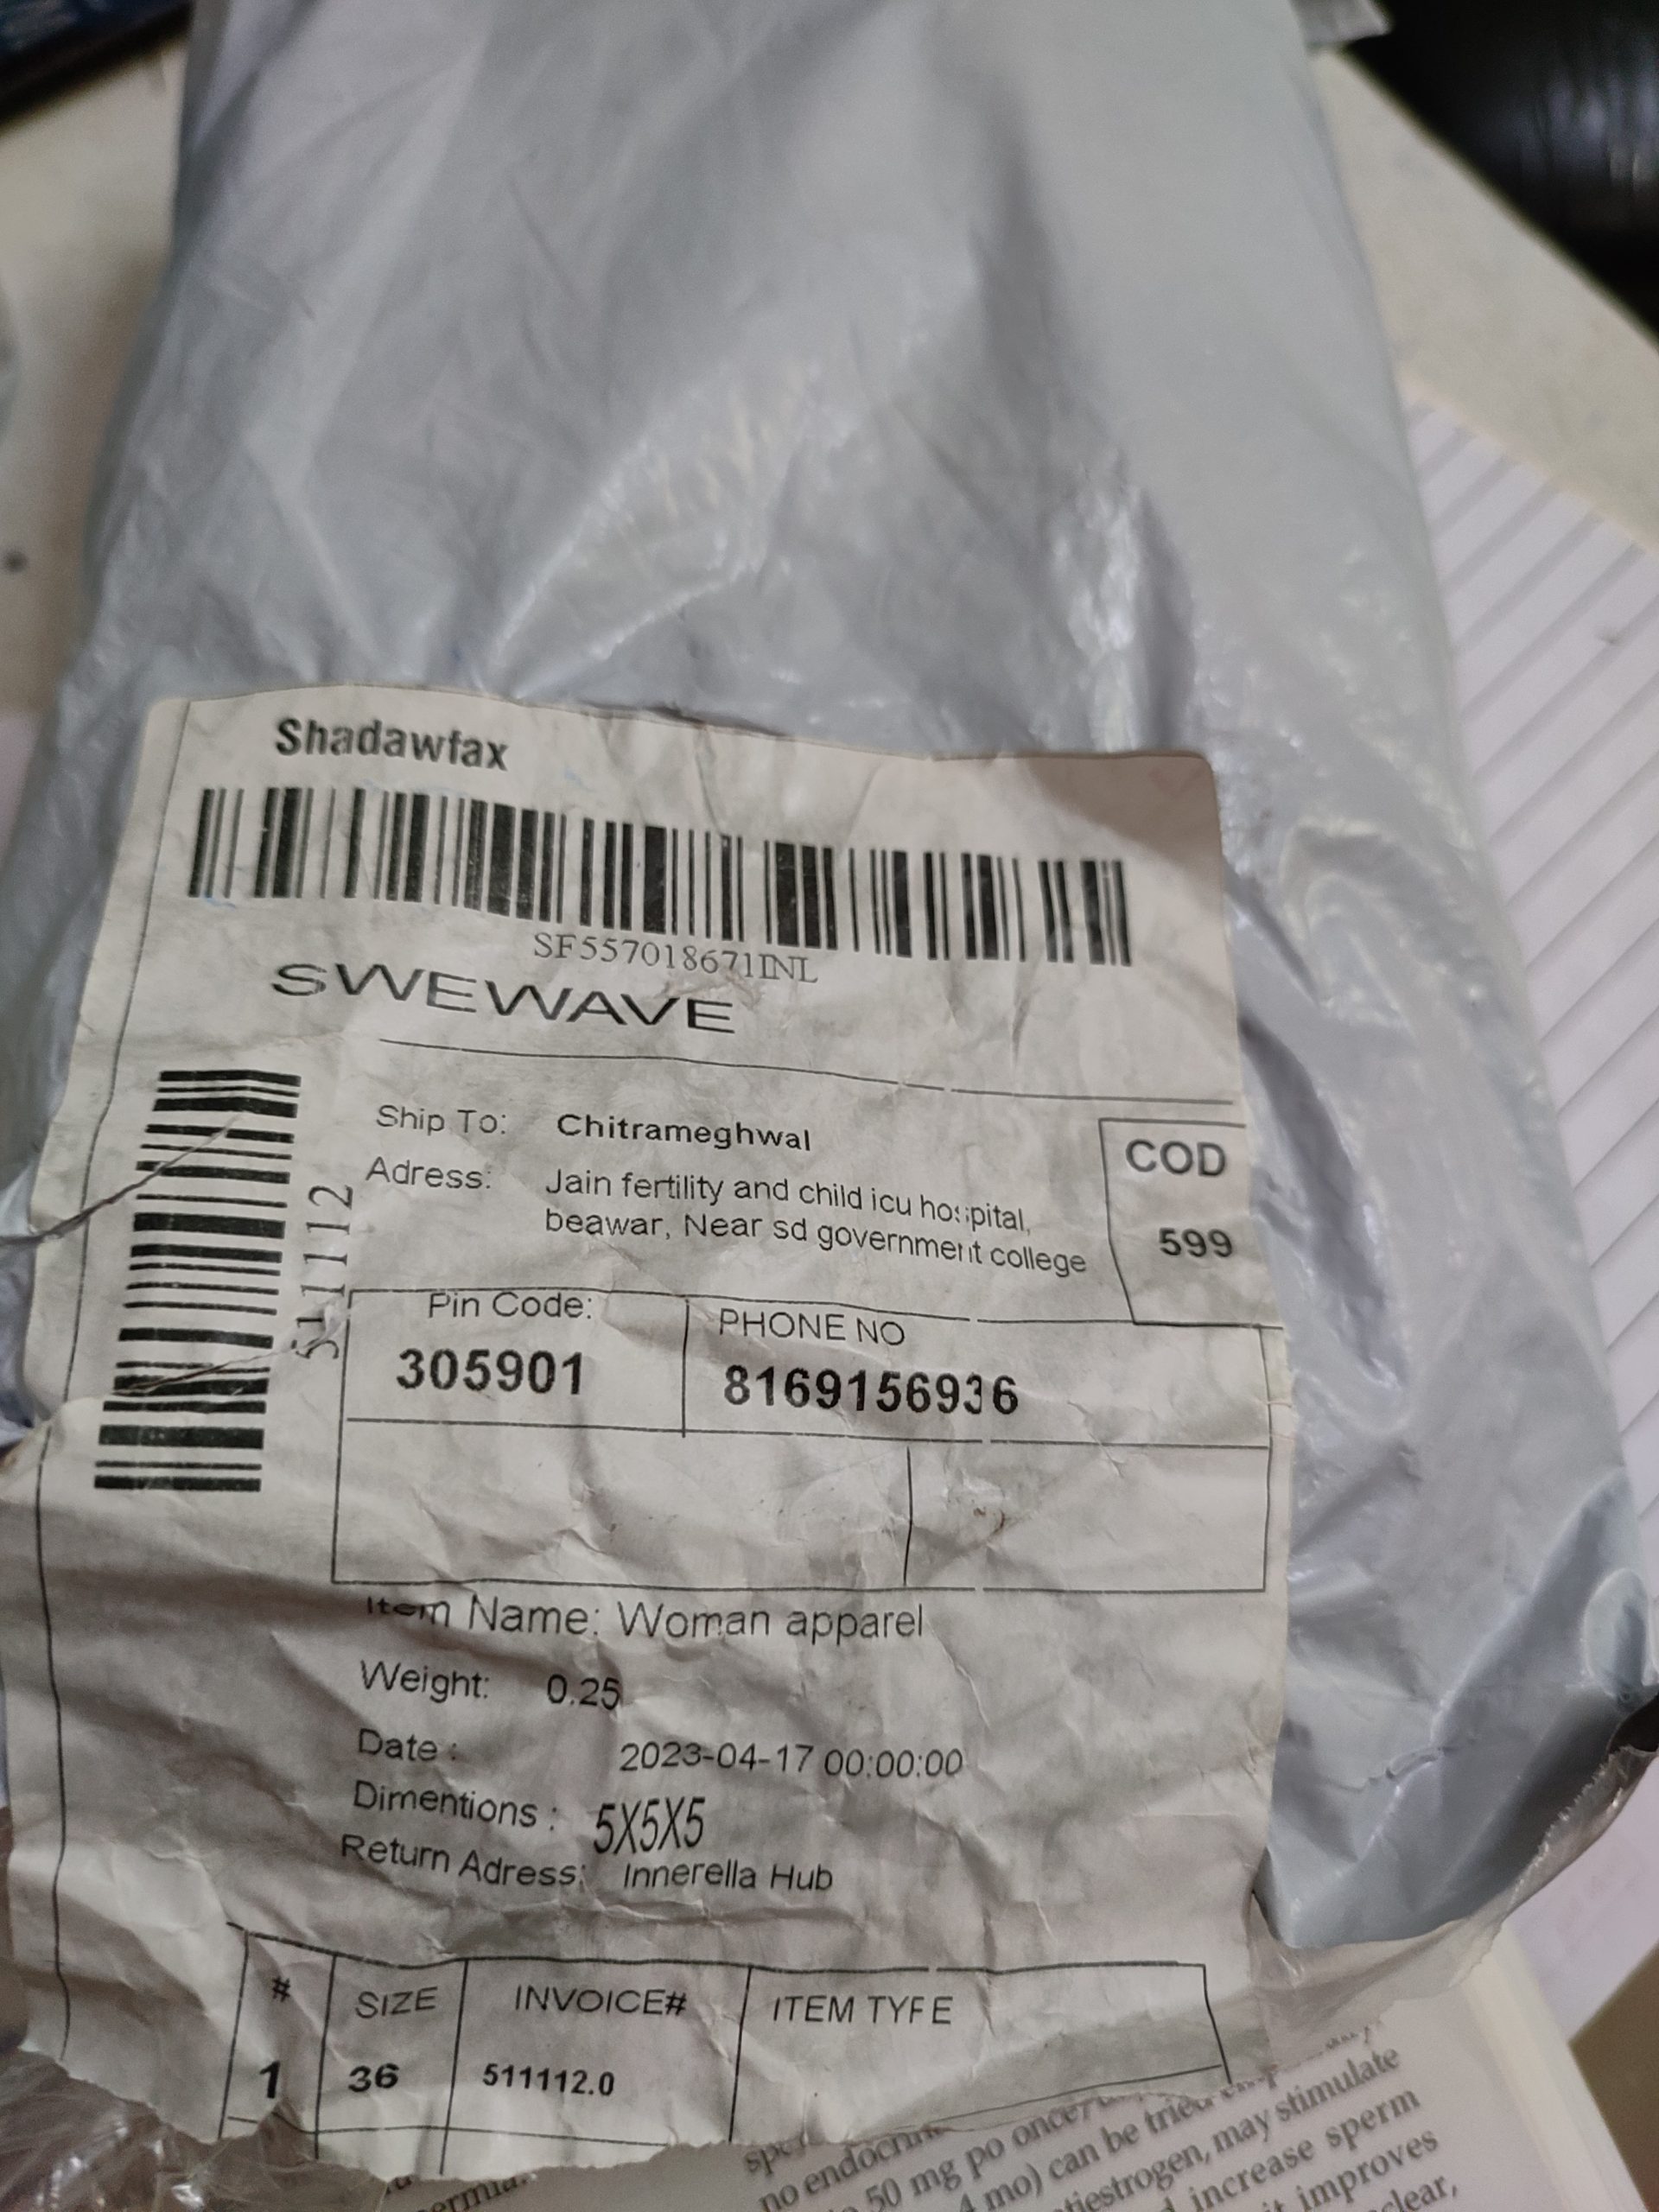 Shadawfax
SF557018671INL
SWEWAVE
511112
Ship To: Chitrameghwal
Adress: Jain fertility and child icu hospital,
beawar, Near sd government college
COD
599
Pin Code:
305901
PHONE NO
8169156936
Item Name: Woman apparel
Weight: 0.25
Date : 2023-04-17 00:00:00
Dimentions : 5X5X5
Return Adress: Innerella Hub
# SIZE INVOICE# ITEM TYPE
1 36 511112.0
no
50 mg po once
mo) can be tried
may stimulate
increase sperm
improves